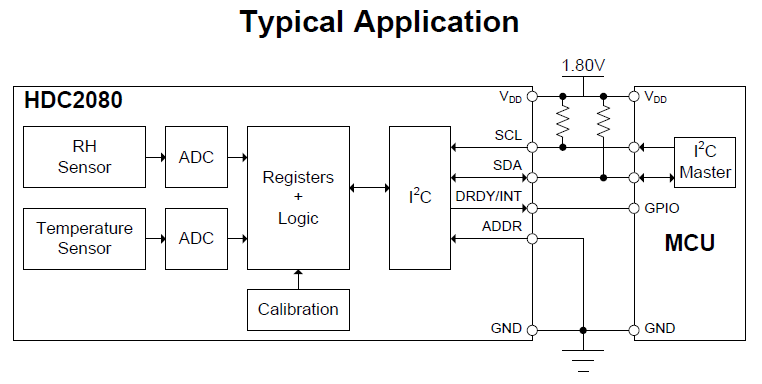 Typical Application
1.80V
HDC2080
VDD
VDD
RH
Sensor
ADC
Registers
+
Logic
I2C
SCL
SDA
DRDY/INT
ADDR
I2C
Master
GPIO
MCU
Temperature
Sensor
ADC
Calibration
GND
GND